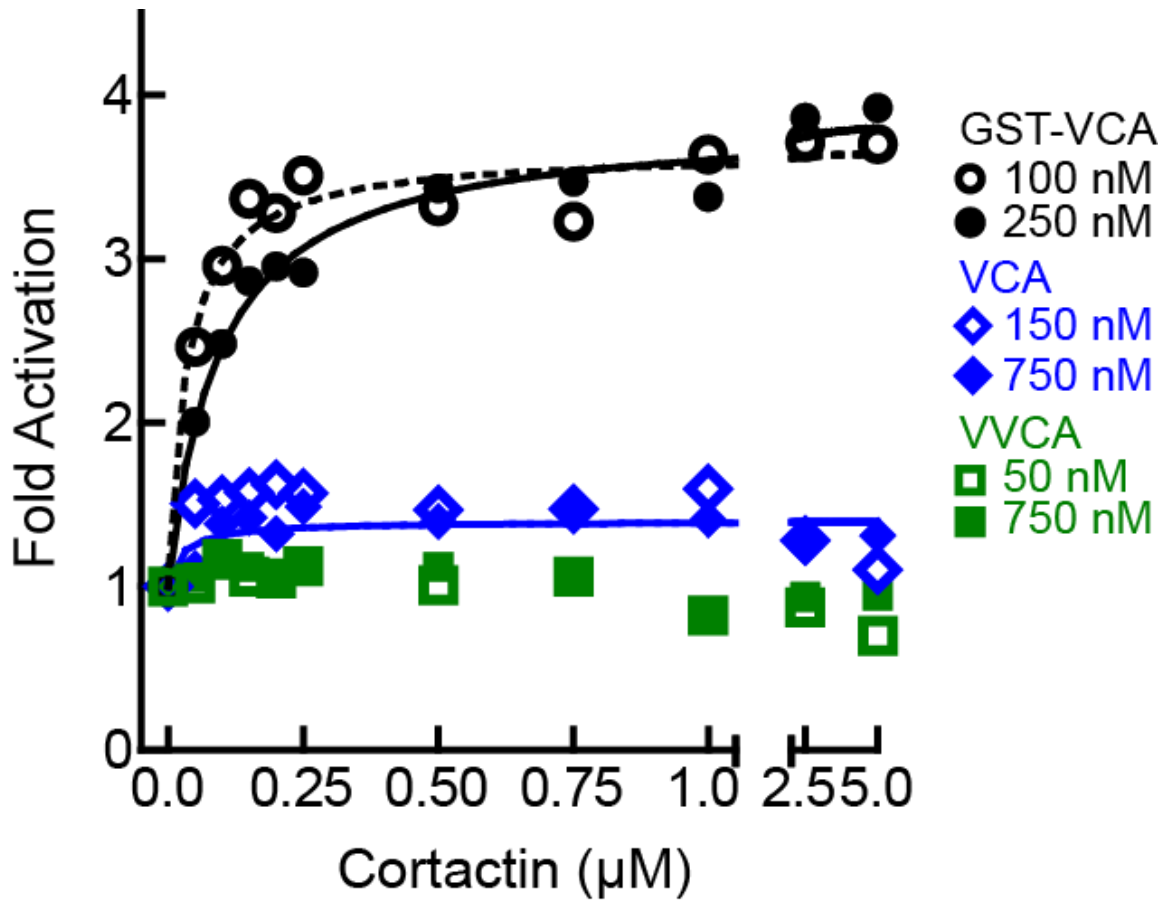 Fold Activation
4
3
2
1
0
0.0 0.25 0.50 0.75 1.0 2.5 5.0
Cortactin (μM)
GST-VCA
100 nM
250 nM
VCA
150 nM
750 nM
VVCA
50 nM
750 nM